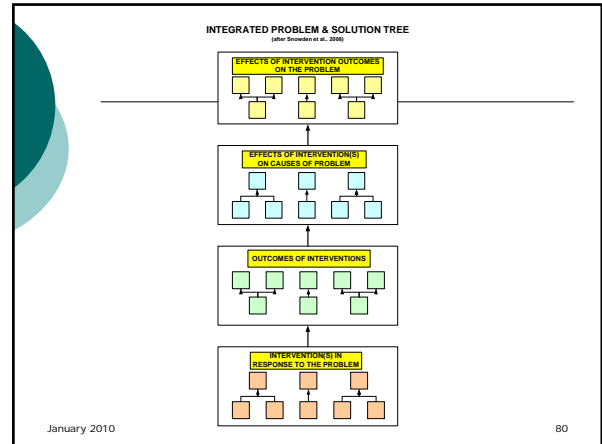 INTEGRATED PROBLEM & SOLUTION TREE
(after Snowden et al.. 2008)
EFFECTS OF INTERVENTION OUTCOMES
ON THE PROBLEM
EFFECTS OF INTERVENTION(S)
ON CAUSES OF PROBLEM
OUTCOMES OF INTERVENTIONS
INTERVENTION(S) IN
RESPONSE TO THE PROBLEM
January 2010
80